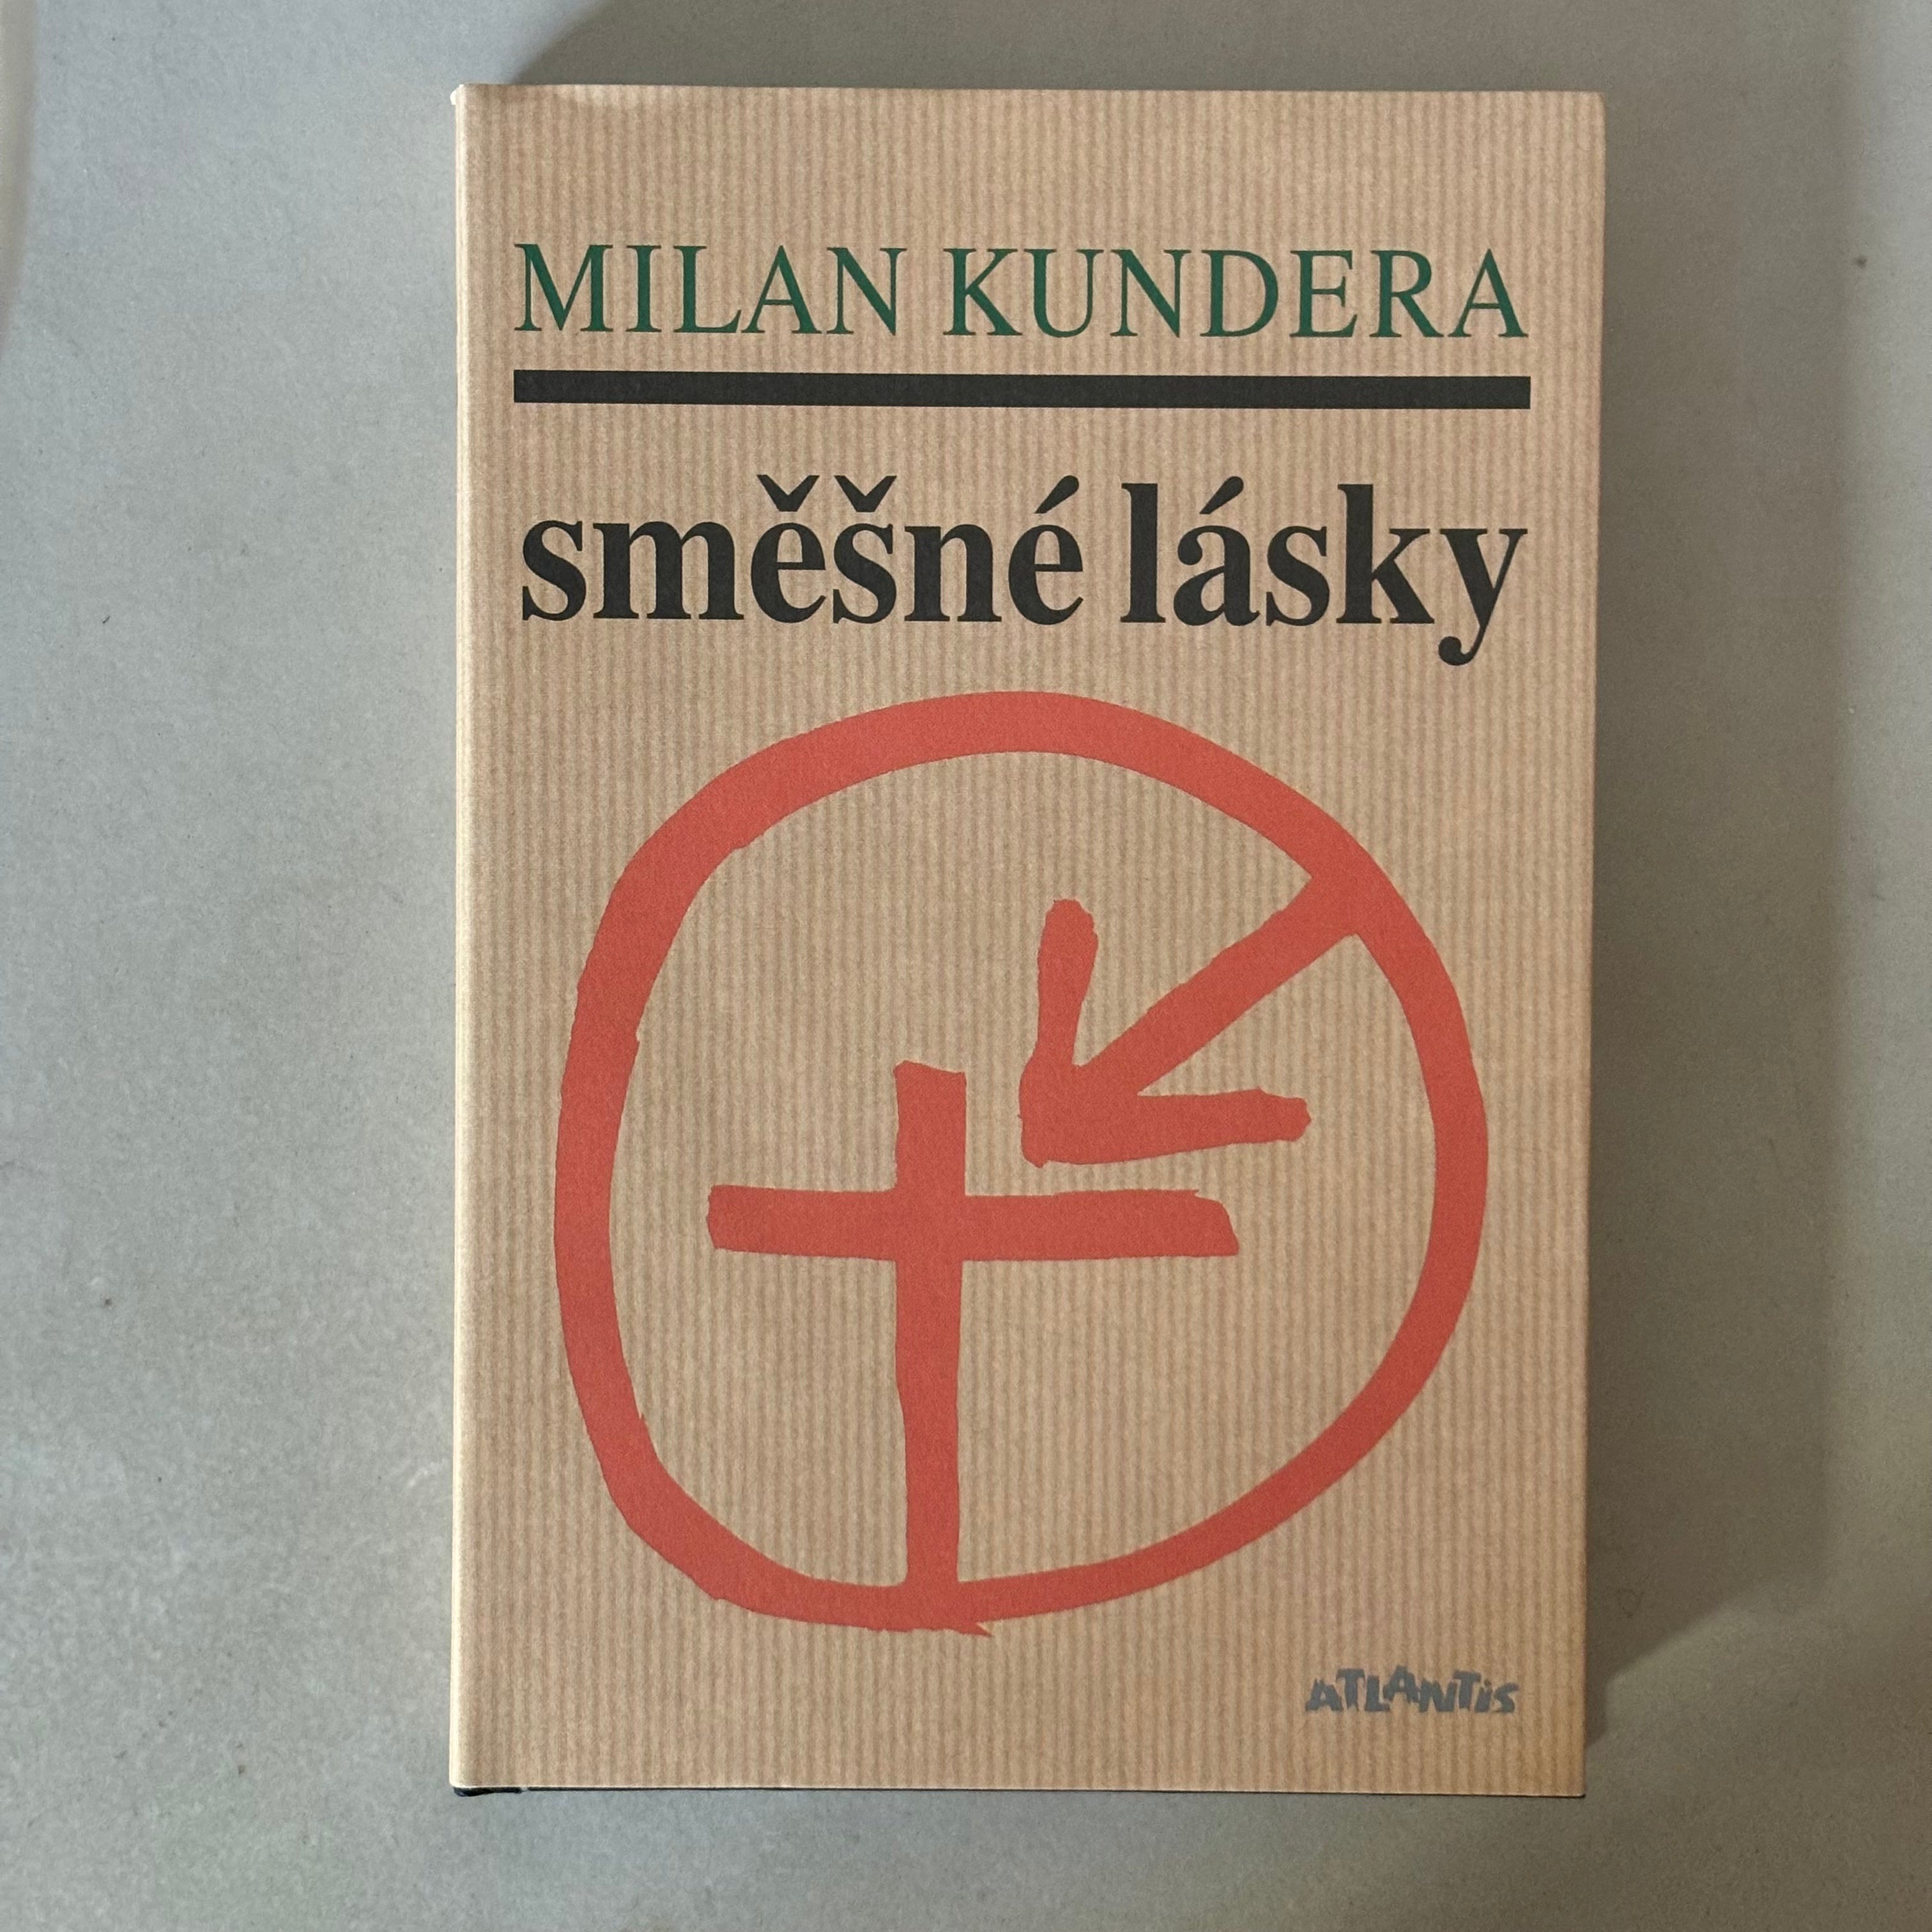 MILAN KUNDERA
směšné lásky
ATLANTiS